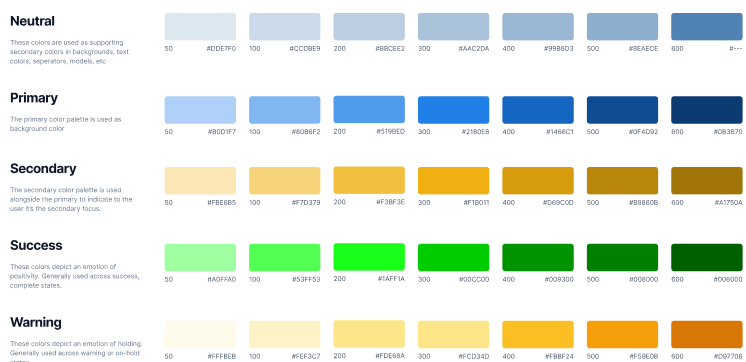 Neutral
These colors are used as supporting
secondary colors in backgrounds, text
colors, seperators, models, etc
50 #DDE7F0 100 #CCDBE9 200 #BBCEE2 300 #AAC2DA 400 #99B6D3 500 #8EAECE 600 #---
Primary
The primary color palette is used as
background color
50 #B0D1F7 100 #80B6F2 200 #519BED 300 #2180E8 400 #1466C1 500 #0F4D92 600 #0B3B70
Secondary
The secondary color palette is used
alongside the primary to indicate to the
user it's the secondary focus.
50 #FBE6B5 100 #F7D379 200 #F3BF3E 300 #F1B011 400 #D69C0D 500 #B8860B 600 #A1750A
Success
These colors depict an emotion of
positivity. Generally used across success,
complete states.
50 #A0FFA0 100 #53FF53 200 #1AFF1A 300 #00CC00 400 #009300 500 #008000 600 #006000
Warning
These colors depict an emotion of holding.
Generally used across warning or on-hold
50 #FFFBEB 100 #FEF3C7 200 #FDE68A 300 #FCD34D 400 #FBBF24 500 #F59E0B 600 #D97706